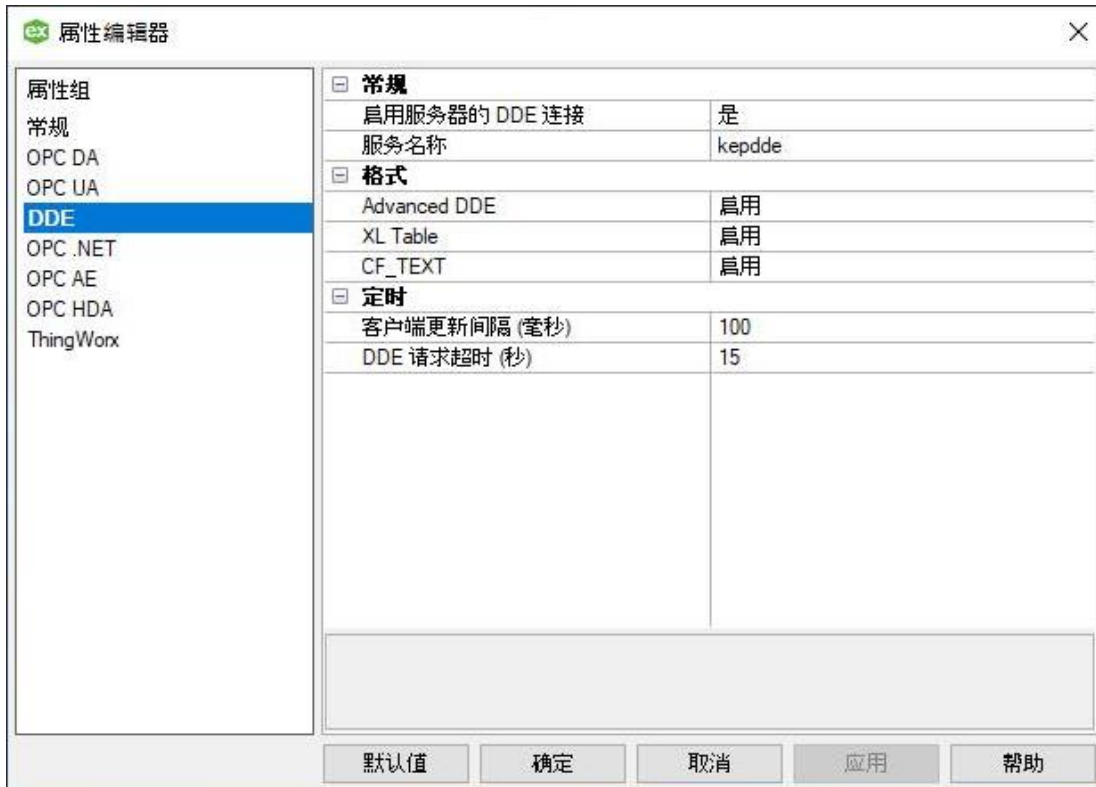 ex 属性编辑器
属性组
常规
OPC DA
OPC UA
DDE
OPC .NET
OPC AE
OPC HDA
ThingWorx
常规
启用服务器的 DDE 连接 是
服务名称 kepdde
格式
Advanced DDE 启用
XL Table 启用
CF_TEXT 启用
定时
客户端更新间隔 (毫秒) 100
DDE 请求超时 (秒) 15
默认值 确定 取消 应用 帮助